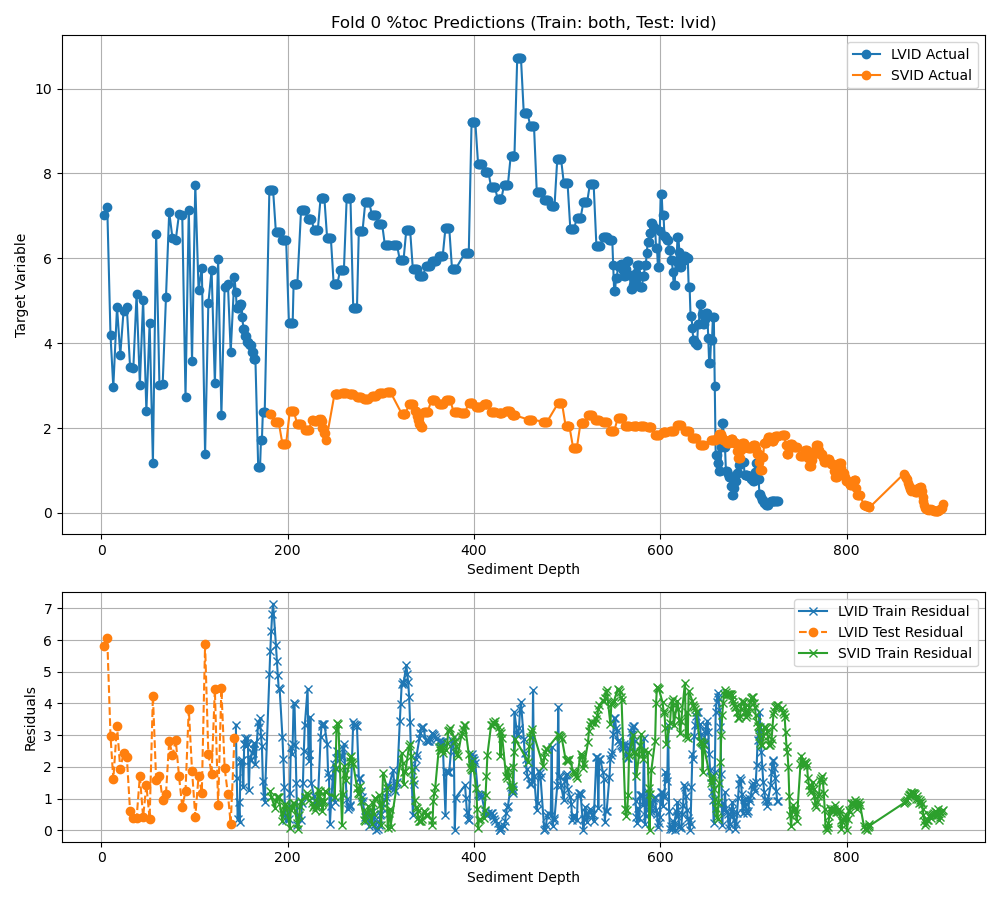 Fold 0 %toc Predictions (Train: both, Test: lvid)
LVID Actual
SVID Actual
Target Variable
10
8
6
4
2
0
0 200 400 600 800
Sediment Depth
LVID Train Residual
LVID Test Residual
SVID Train Residual
Residuals
7
6
5
4
3
2
1
0
0 200 400 600 800
Sediment Depth